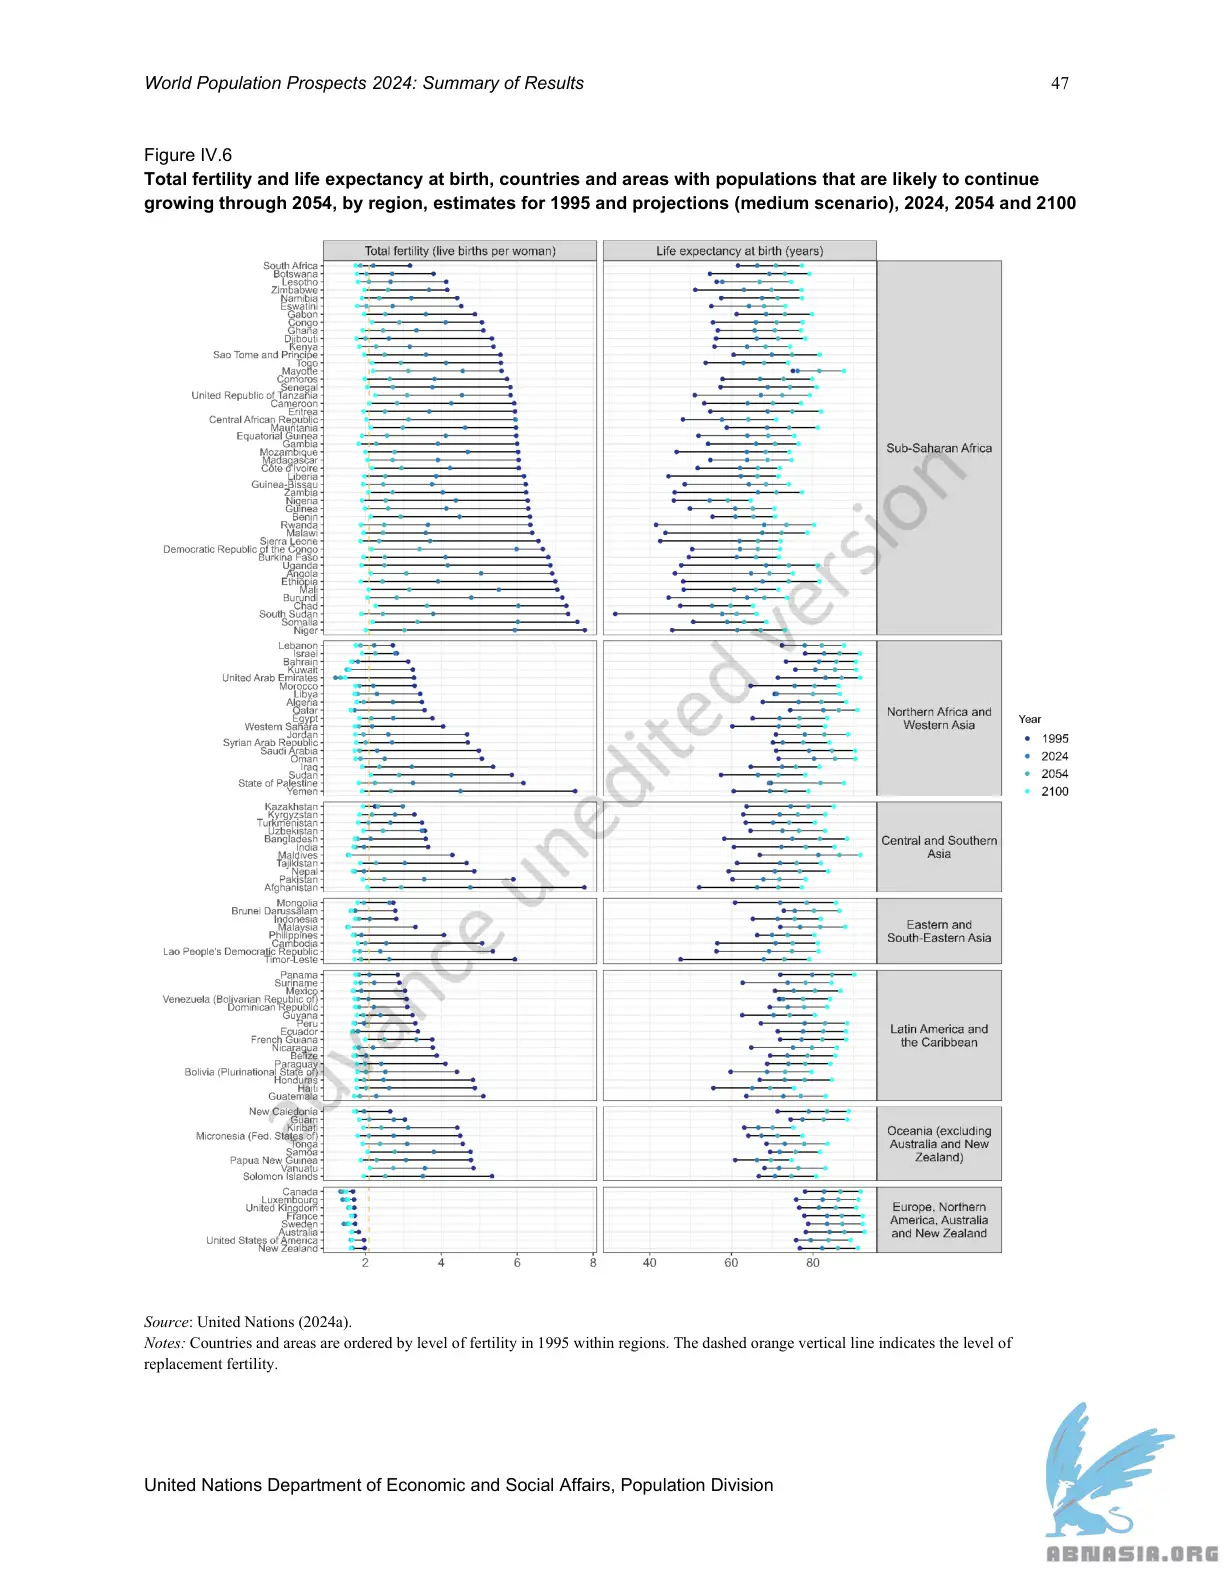 World Population Prospects 2024: Summary of Results 47
Figure IV.6
Total fertility and life expectancy at birth, countries and areas with populations that are likely to continue
growing through 2054, by region, estimates for 1995 and projections (medium scenario), 2024, 2054 and 2100
Total fertility (live births per woman) Life expectancy at birth (years)
South Africa
Botswana
Lesotho
Zimbabwe
Namibia
Eswatini
Gabon
Congo
Ghana
Djibouti
Kenya
Sao Tome and Principe
Togo
Mayotte
Comoros
Senegal
United Republic of Tanzania
Cameroon
Eritrea
Central African Republic
Mauritania
Equatorial Guinea
Gambia
Mozambique
Madagascar
Côte d'Ivoire
Liberia
Guinea-Bissau
Zambia
Nigeria
Guinea
Benin
Rwanda
Malawi
Sierra Leone
Democratic Republic of the Congo
Burkina Faso
Uganda
Angola
Ethiopia
Mali
Burundi
Chad
South Sudan
Somalia
Niger
Sub-Saharan Africa
Lebanon
Israel
Bahrain
Kuwait
United Arab Emirates
Morocco
Libya
Algeria
Qatar
Egypt
Western Sahara
Jordan
Syrian Arab Republic
Saudi Arabia
Oman
Iraq
Sudan
State of Palestine
Yemen
Northern Africa and
Western Asia
Year
1995
2024
2054
2100
Kazakhstan
Kyrgyzstan
Turkmenistan
Uzbekistan
Bangladesh
India
Maldives
Tajikistan
Nepal
Pakistan
Afghanistan
Central and Southern
Asia
Mongolia
Brunei Darussalam
Indonesia
Malaysia
Philippines
Cambodia
Lao People's Democratic Republic
Timor-Leste
Eastern and
South-Eastern Asia
Panama
Suriname
Mexico
Venezuela (Bolivarian Republic of)
Dominican Republic
Guyana
Peru
Ecuador
French Guiana
Nicaragua
Belize
Paraguay
Bolivia (Plurinational State of)
Honduras
Haiti
Guatemala
Latin America and
the Caribbean
New Caledonia
Guam
Kiribati
Micronesia (Fed. States of)
Tonga
Samoa
Papua New Guinea
Vanuatu
Solomon Islands
Oceania (excluding
Australia and New
Zealand)
Canada
Luxembourg
United Kingdom
France
Sweden
Australia
United States of America
New Zealand
Europe, Northern
America, Australia
and New Zealand
2 4 6 8 40 60 80
advance unedited version
Source: United Nations (2024a).
Notes: Countries and areas are ordered by level of fertility in 1995 within regions. The dashed orange vertical line indicates the level of
replacement fertility.
United Nations Department of Economic and Social Affairs, Population Division
ABNASIA.ORG